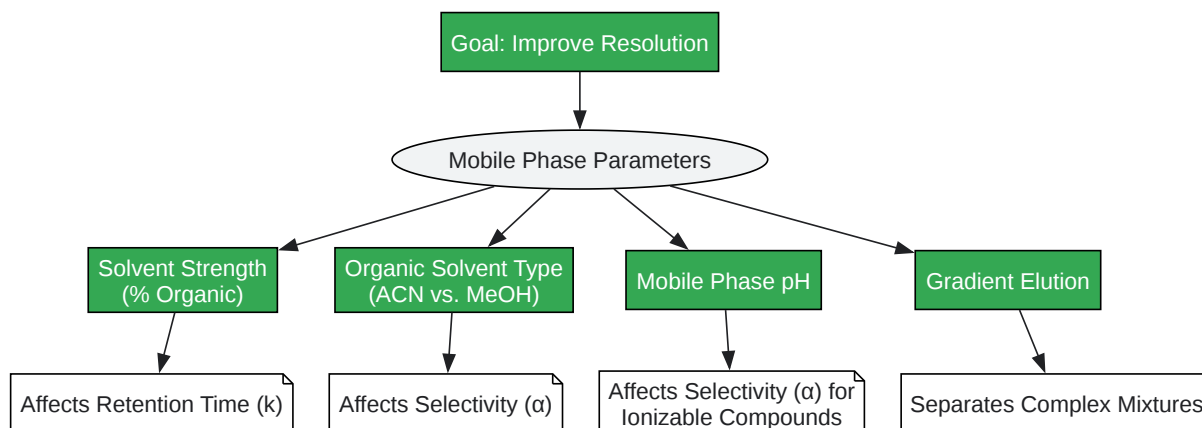 Goal: Improve Resolution
Mobile Phase Parameters
Solvent Strength
(% Organic)
Organic Solvent Type
(ACN vs. MeOH)
Mobile Phase pH
Gradient Elution
Affects Retention Time (k)
Affects Selectivity (α)
Affects Selectivity (α) for
Ionizable Compounds
Separates Complex Mixtures